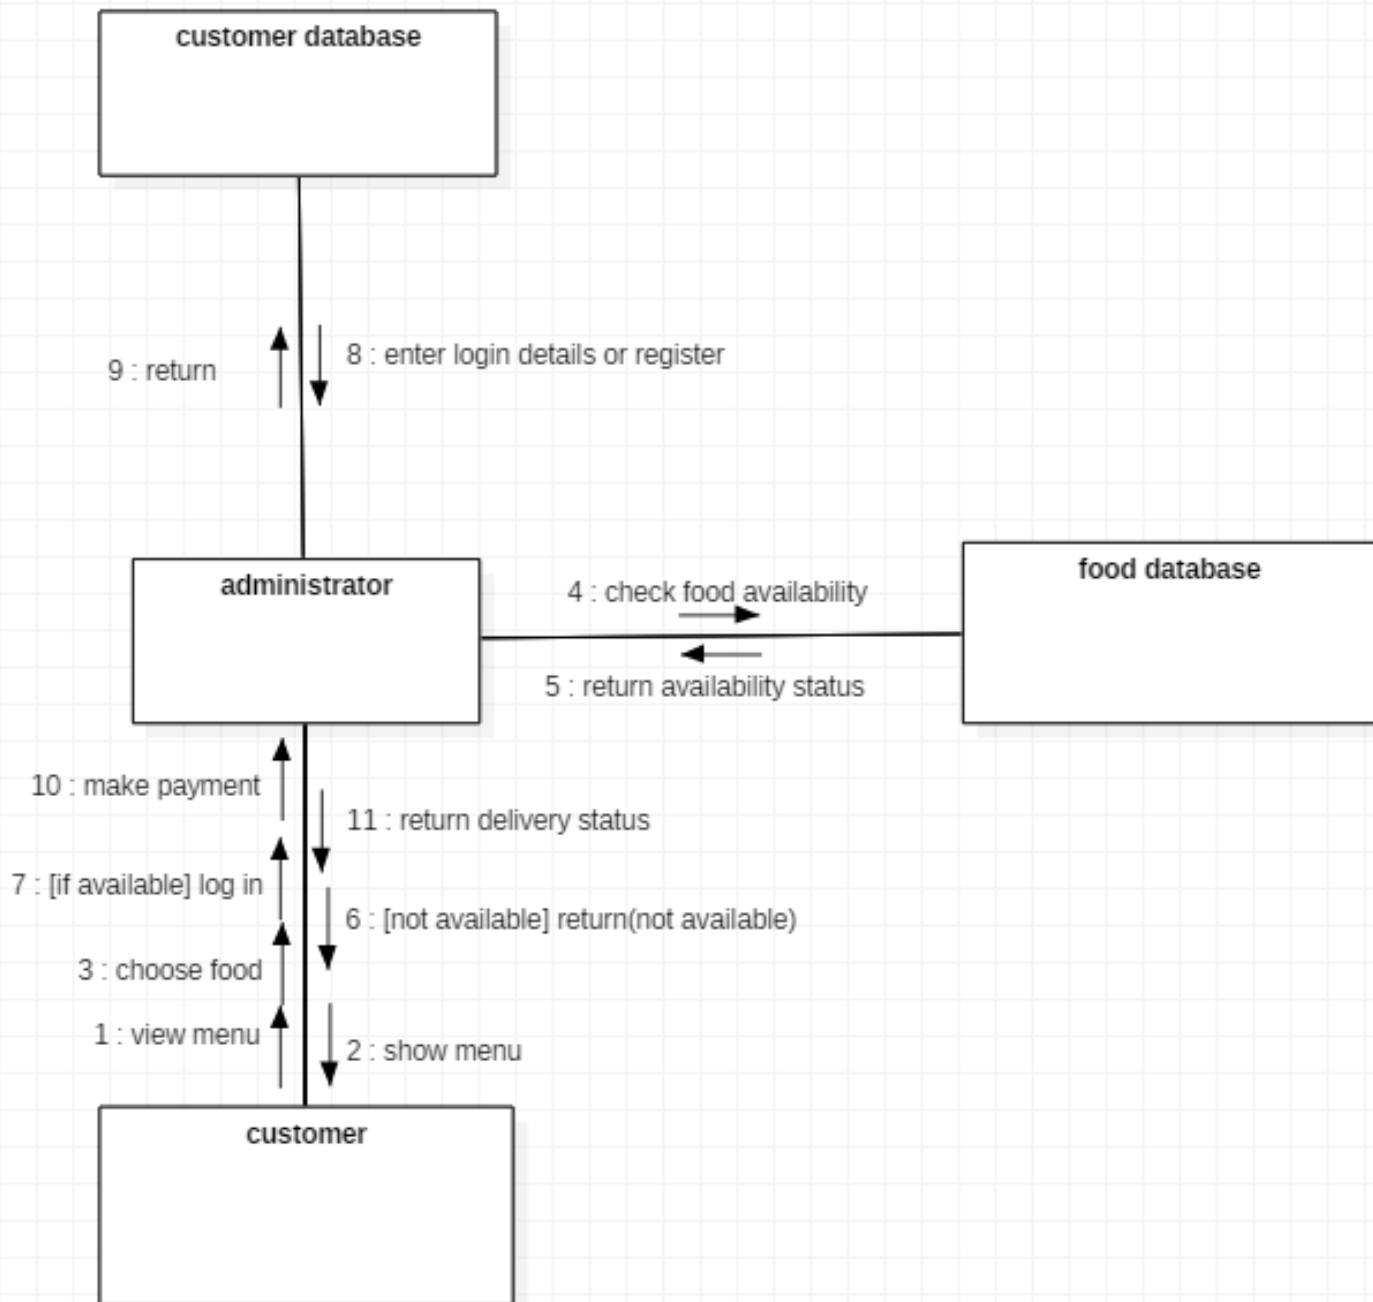 customer database
9 : return
8 : enter login details or register
administrator
4 : check food availability
food database
5 : return availability status
10 : make payment
11 : return delivery status
7 : [if available] log in
6 : [not available] return(not available)
3 : choose food
1 : view menu
2 : show menu
customer